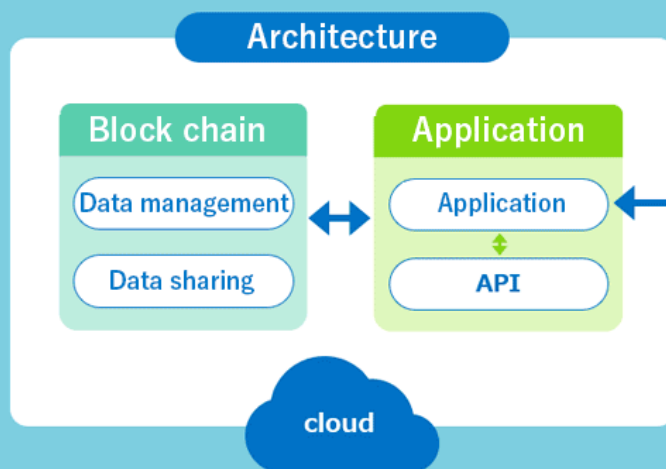 Architecture
Block chain
Data management
Data sharing
Application
Application
API
cloud